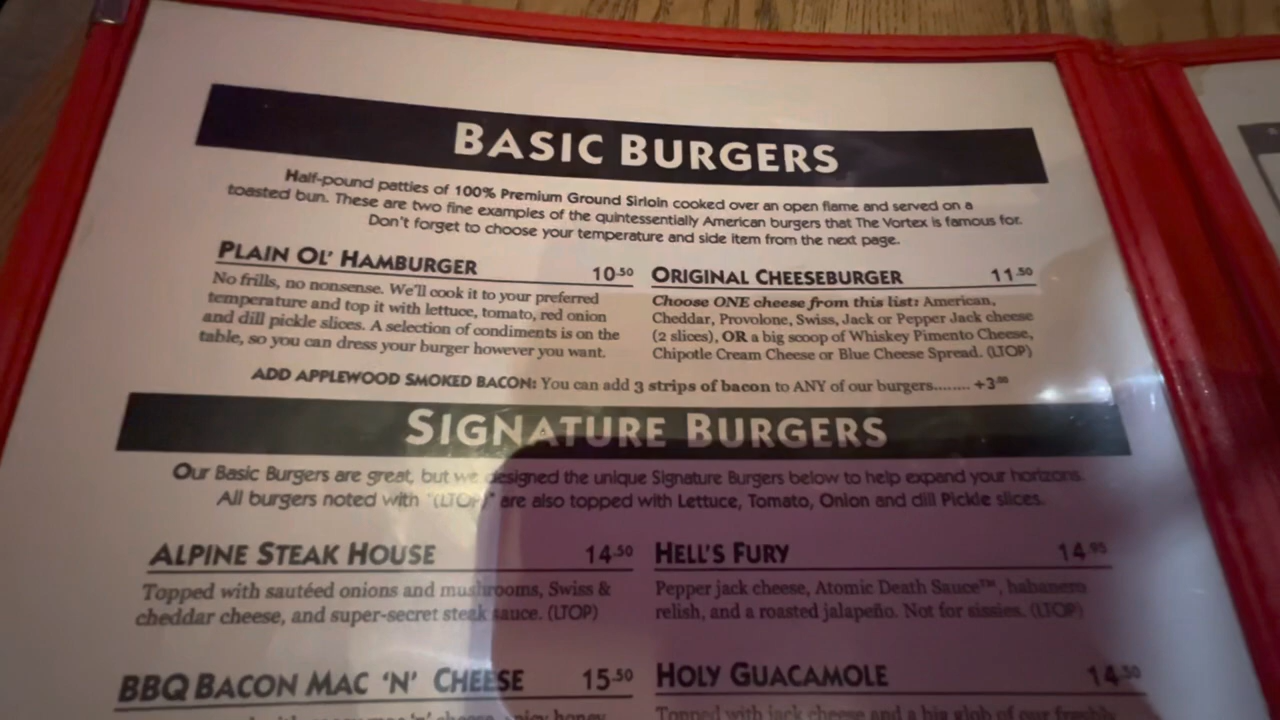 BASIC BURGERS
Half-pound patties of 100% Premium Ground Sirloin cooked over an open flame and served on a
toasted bun. These are two fine examples of the quintessentially American burgers that The Vortex is famous for.
Don't forget to choose your temperature and side item from the next page.
PLAIN OL' HAMBURGER 10.50
No frills, no nonsense. We'll cook it to your preferred
temperature and top it with lettuce, tomato, red onion
and dill pickle slices. A selection of condiments is on the
table, so you can dress your burger however you want.
ORIGINAL CHEESEBURGER 11.50
Choose ONE cheese from this list: American,
Cheddar, Provolone, Swiss, Jack or Pepper Jack cheese
(2 slices), OR a big scoop of Whiskey Pimento Cheese,
Chipotle Cream Cheese or Blue Cheese Spread. (LTOP)
ADD APPLEWOOD SMOKED BACON: You can add 3 strips of bacon to ANY of our burgers........ +3.00
SIGNATURE BURGERS
Our Basic Burgers are great, but we designed the unique Signature Burgers below to help expand your horizons.
All burgers noted with "(LTOP)" are also topped with Lettuce, Tomato, Onion and dill Pickle slices.
ALPINE STEAK HOUSE 14.50
Topped with sautéed onions and mushrooms, Swiss &
cheddar cheese, and super-secret steak sauce. (LTOP)
HELL'S FURY 14.95
Pepper jack cheese, Atomic Death Sauce™, habanero
relish, and a roasted jalapeño. Not for sissies. (LTOP)
BBQ BACON MAC 'N' CHEESE 15.50
HOLY GUACAMOLE 14.50
Topped with jack cheese and a big glob of our freshly